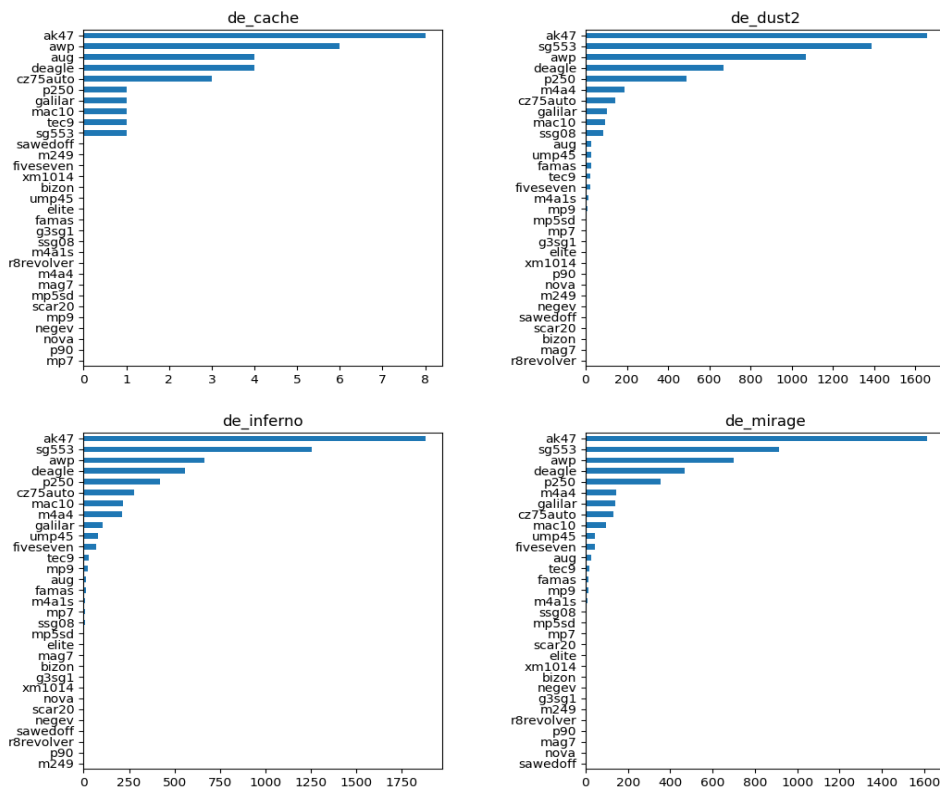 de_cache
ak47
awp
aug
deagle
cz75auto
p250
galilar
mac10
tec9
sg553
sawedoff
m249
fiveseven
xm1014
bizon
ump45
elite
famas
g3sg1
ssg08
m4a1s
r8revolver
m4a4
mag7
mp5sd
scar20
mp9
negev
nova
p90
mp7
0 1 2 3 4 5 6 7 8
de_dust2
ak47
sg553
awp
deagle
p250
m4a4
cz75auto
galilar
mac10
ssg08
aug
ump45
famas
tec9
fiveseven
m4a1s
mp9
mp5sd
mp7
g3sg1
elite
xm1014
p90
nova
m249
negev
sawedoff
scar20
bizon
mag7
r8revolver
0 200 400 600 800 1000 1200 1400 1600
de_inferno
ak47
sg553
awp
deagle
p250
cz75auto
mac10
m4a4
galilar
ump45
fiveseven
tec9
mp9
aug
famas
m4a1s
mp7
ssg08
mp5sd
elite
mag7
bizon
g3sg1
xm1014
nova
scar20
negev
sawedoff
r8revolver
p90
m249
0 250 500 750 1000 1250 1500 1750
de_mirage
ak47
sg553
awp
deagle
p250
m4a4
galilar
cz75auto
mac10
ump45
fiveseven
aug
tec9
famas
mp9
m4a1s
ssg08
mp5sd
mp7
scar20
elite
xm1014
bizon
negev
g3sg1
m249
r8revolver
p90
mag7
nova
sawedoff
0 200 400 600 800 1000 1200 1400 1600